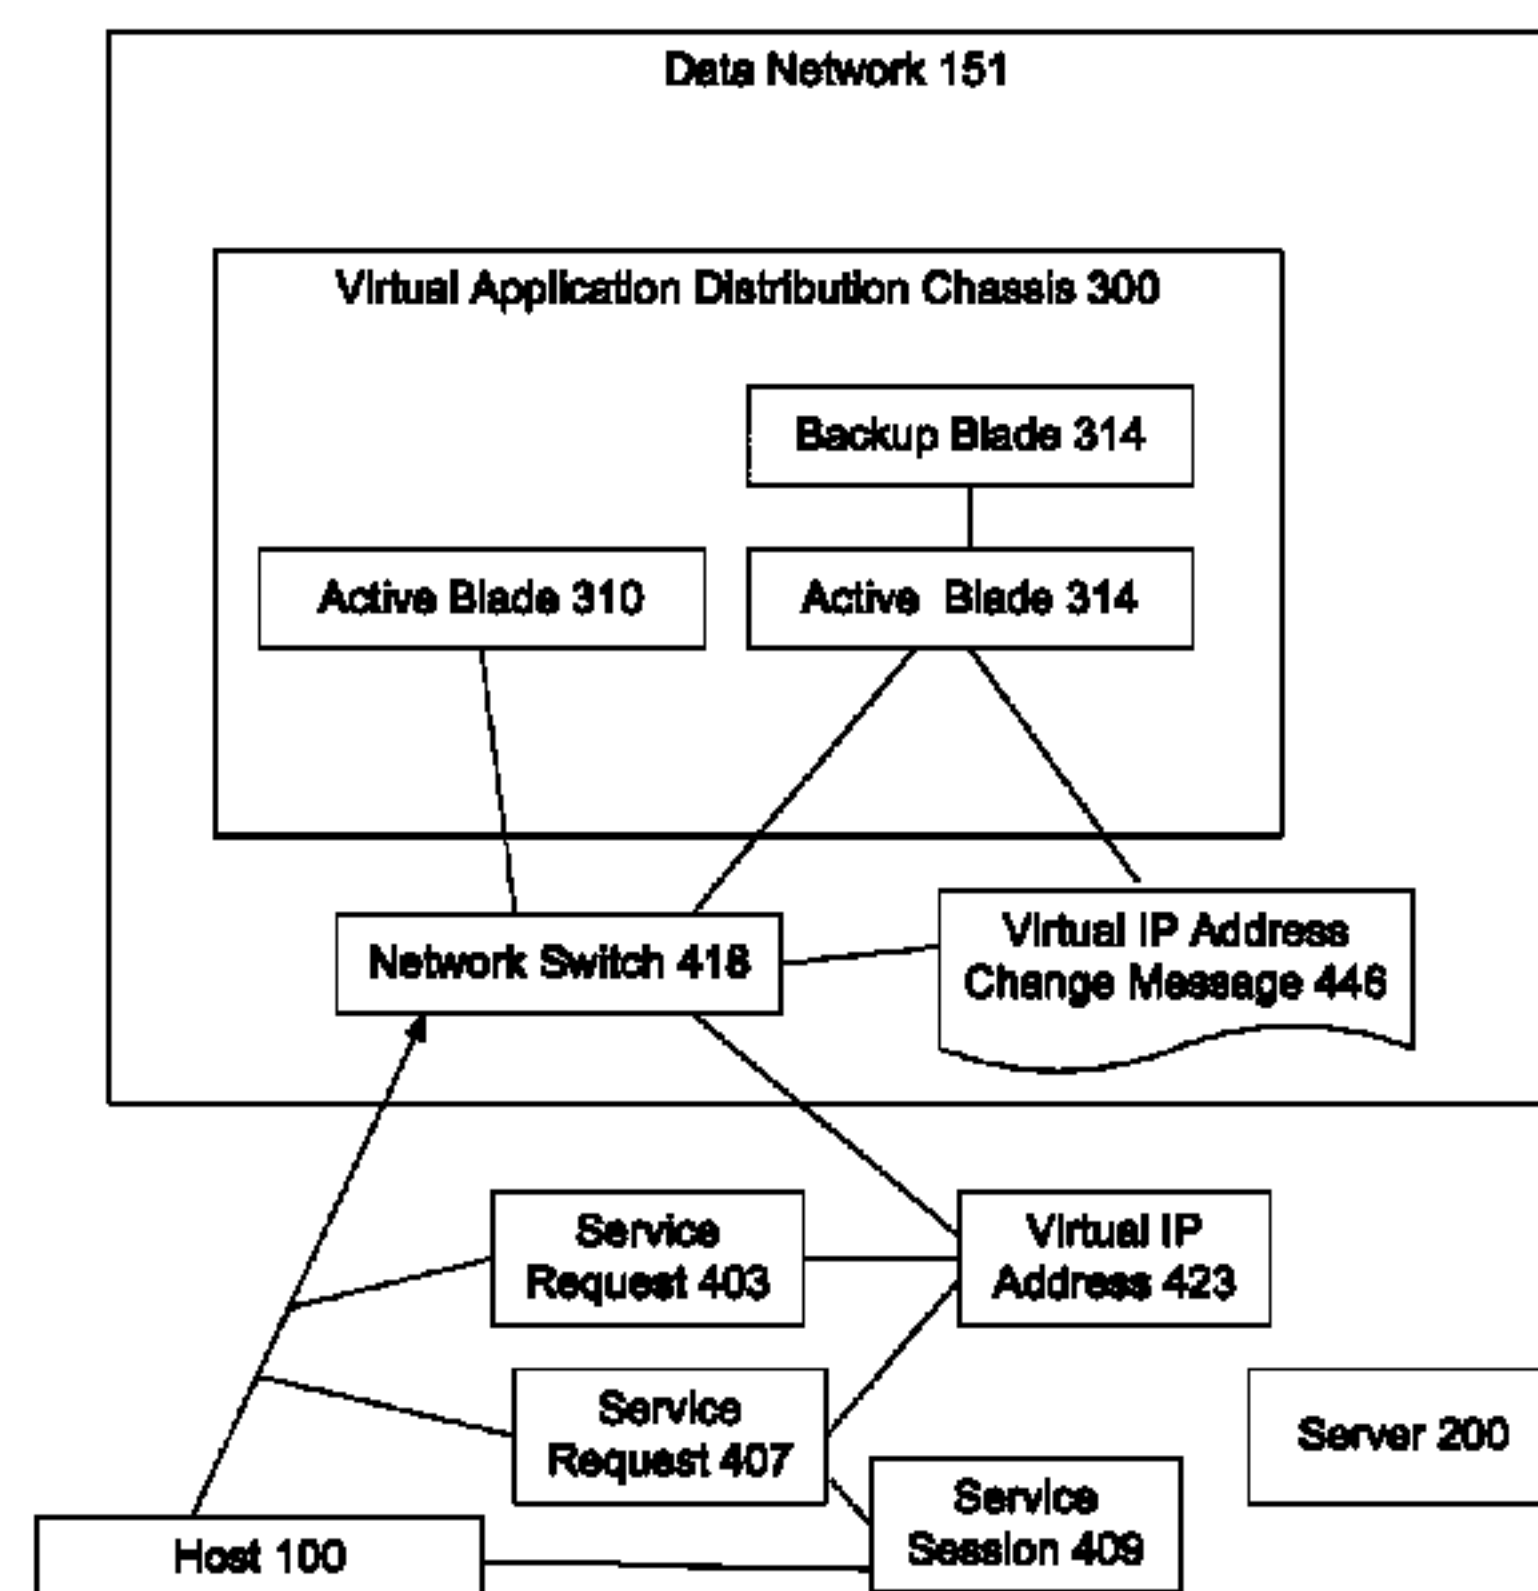 Data Network 151
Virtual Application Distribution Chassis 300
Backup Blade 314
Active Blade 310
Active Blade 314
Network Switch 418
Virtual IP Address
Change Message 446
Service
Request 403
Virtual IP
Address 423
Service
Request 407
Server 200
Service
Session 409
Host 100